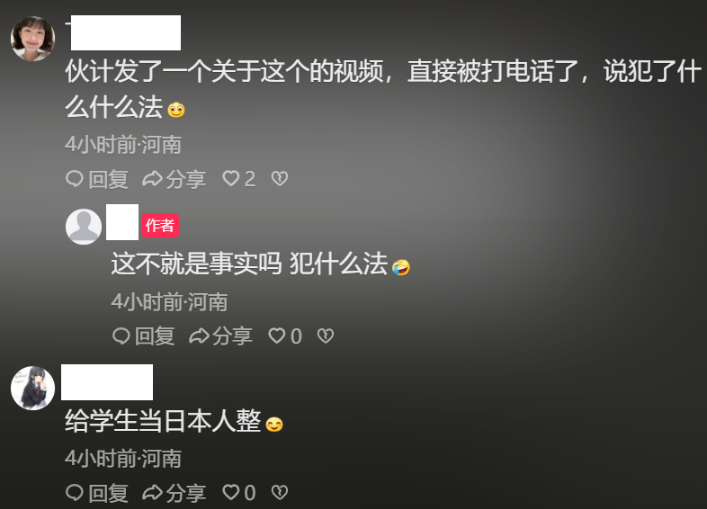 伙计发了一个关于这个的视频，直接被打电话了，说犯了什
么什么法
4小时前·河南
回复 分享 2
作者
这不就是事实吗 犯什么法
4小时前·河南
回复 分享 0
给学生当日本人整
4小时前·河南
回复 分享 0